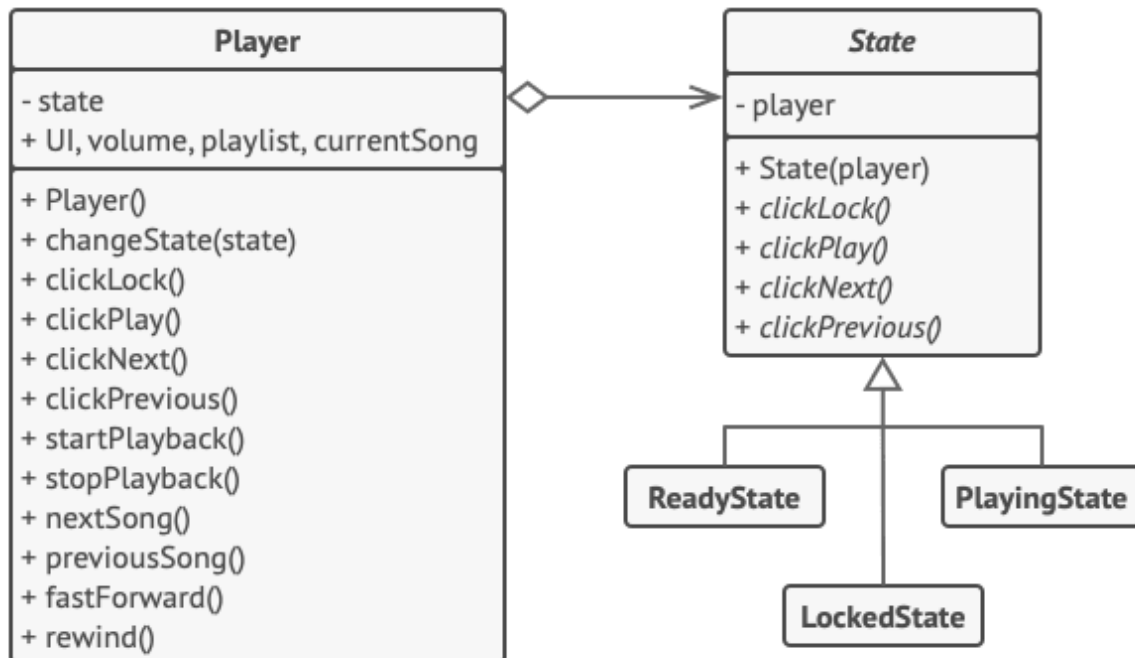 Player
- state
+ UI, volume, playlist, currentSong
+ Player()
+ changeState(state)
+ clickLock()
+ clickPlay()
+ clickNext()
+ clickPrevious()
+ startPlayback()
+ stopPlayback()
+ nextSong()
+ previousSong()
+ fastForward()
+ rewind()
State
- player
+ State(player)
+ clickLock()
+ clickPlay()
+ clickNext()
+ clickPrevious()
ReadyState
PlayingState
LockedState